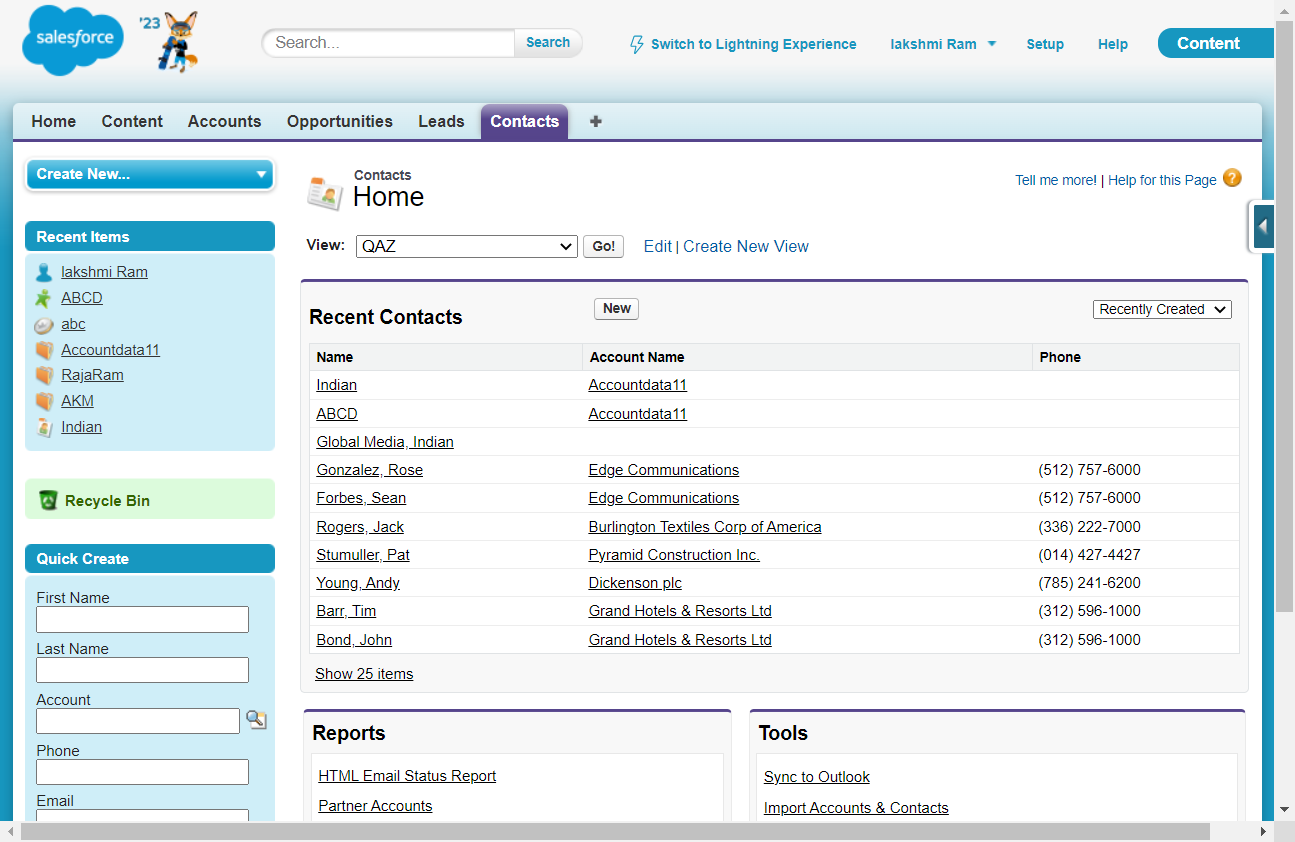 salesforce '23 Search... Search Switch to Lightning Experience lakshmi Ram Setup Help Content
Home Content Accounts Opportunities Leads Contacts +
Create New...
Recent Items
lakshmi Ram
ABCD
abc
Accountdata11
RajaRam
AKM
Indian
Recycle Bin
Quick Create
First Name
Last Name
Account
Phone
Email
Contacts
Home
Tell me more! | Help for this Page ?
View: QAZ Go! Edit | Create New View
Recent Contacts New Recently Created
Name Account Name Phone
Indian Accountdata11
ABCD Accountdata11
Global Media, Indian
Gonzalez, Rose Edge Communications (512) 757-6000
Forbes, Sean Edge Communications (512) 757-6000
Rogers, Jack Burlington Textiles Corp of America (336) 222-7000
Stumuller, Pat Pyramid Construction Inc. (014) 427-4427
Young, Andy Dickenson plc (785) 241-6200
Barr, Tim Grand Hotels & Resorts Ltd (312) 596-1000
Bond, John Grand Hotels & Resorts Ltd (312) 596-1000
Show 25 items
Reports
HTML Email Status Report
Partner Accounts
Tools
Sync to Outlook
Import Accounts & Contacts